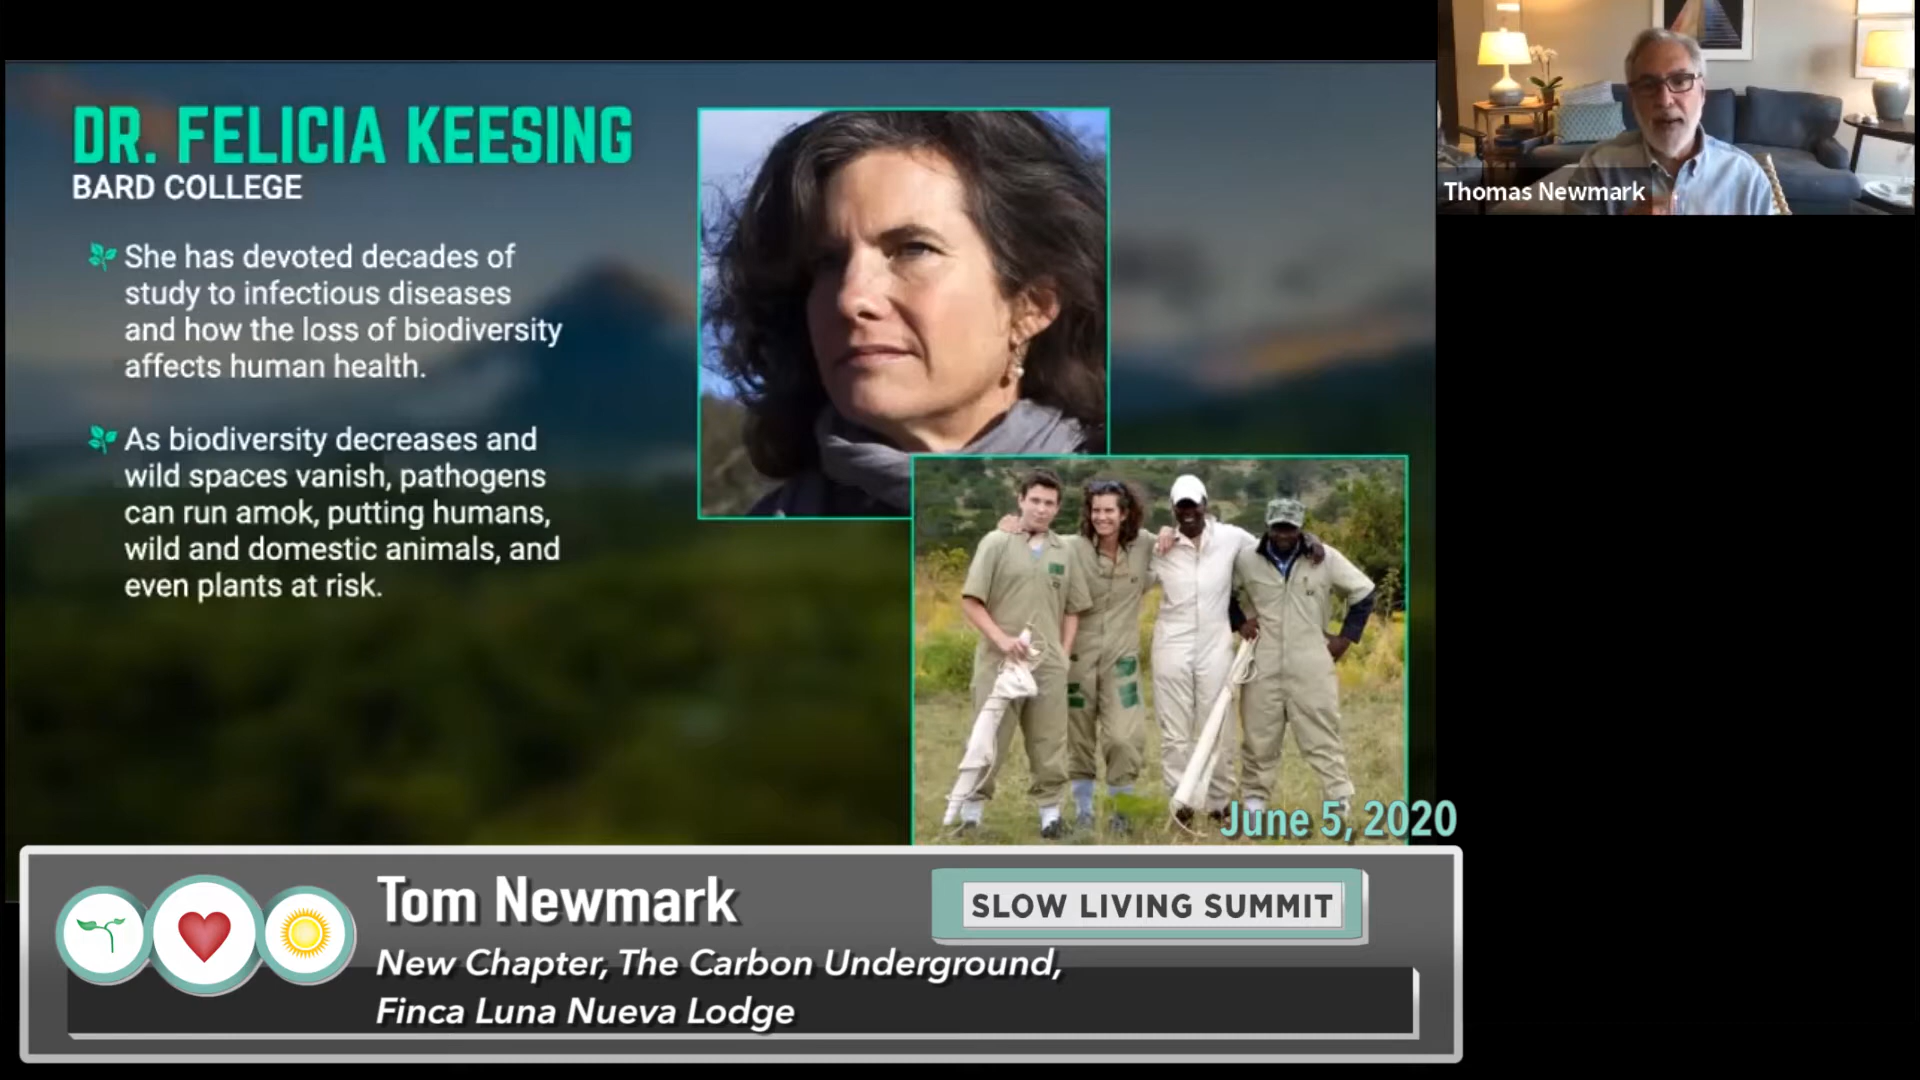 DR. FELICIA KEESING
BARD COLLEGE
She has devoted decades of
study to infectious diseases
and how the loss of biodiversity
affects human health.
As biodiversity decreases and
wild spaces vanish, pathogens
can run amok, putting humans,
wild and domestic animals, and
even plants at risk.
Thomas Newmark
June 5, 2020
Tom Newmark
SLOW LIVING SUMMIT
New Chapter, The Carbon Underground,
Finca Luna Nueva Lodge